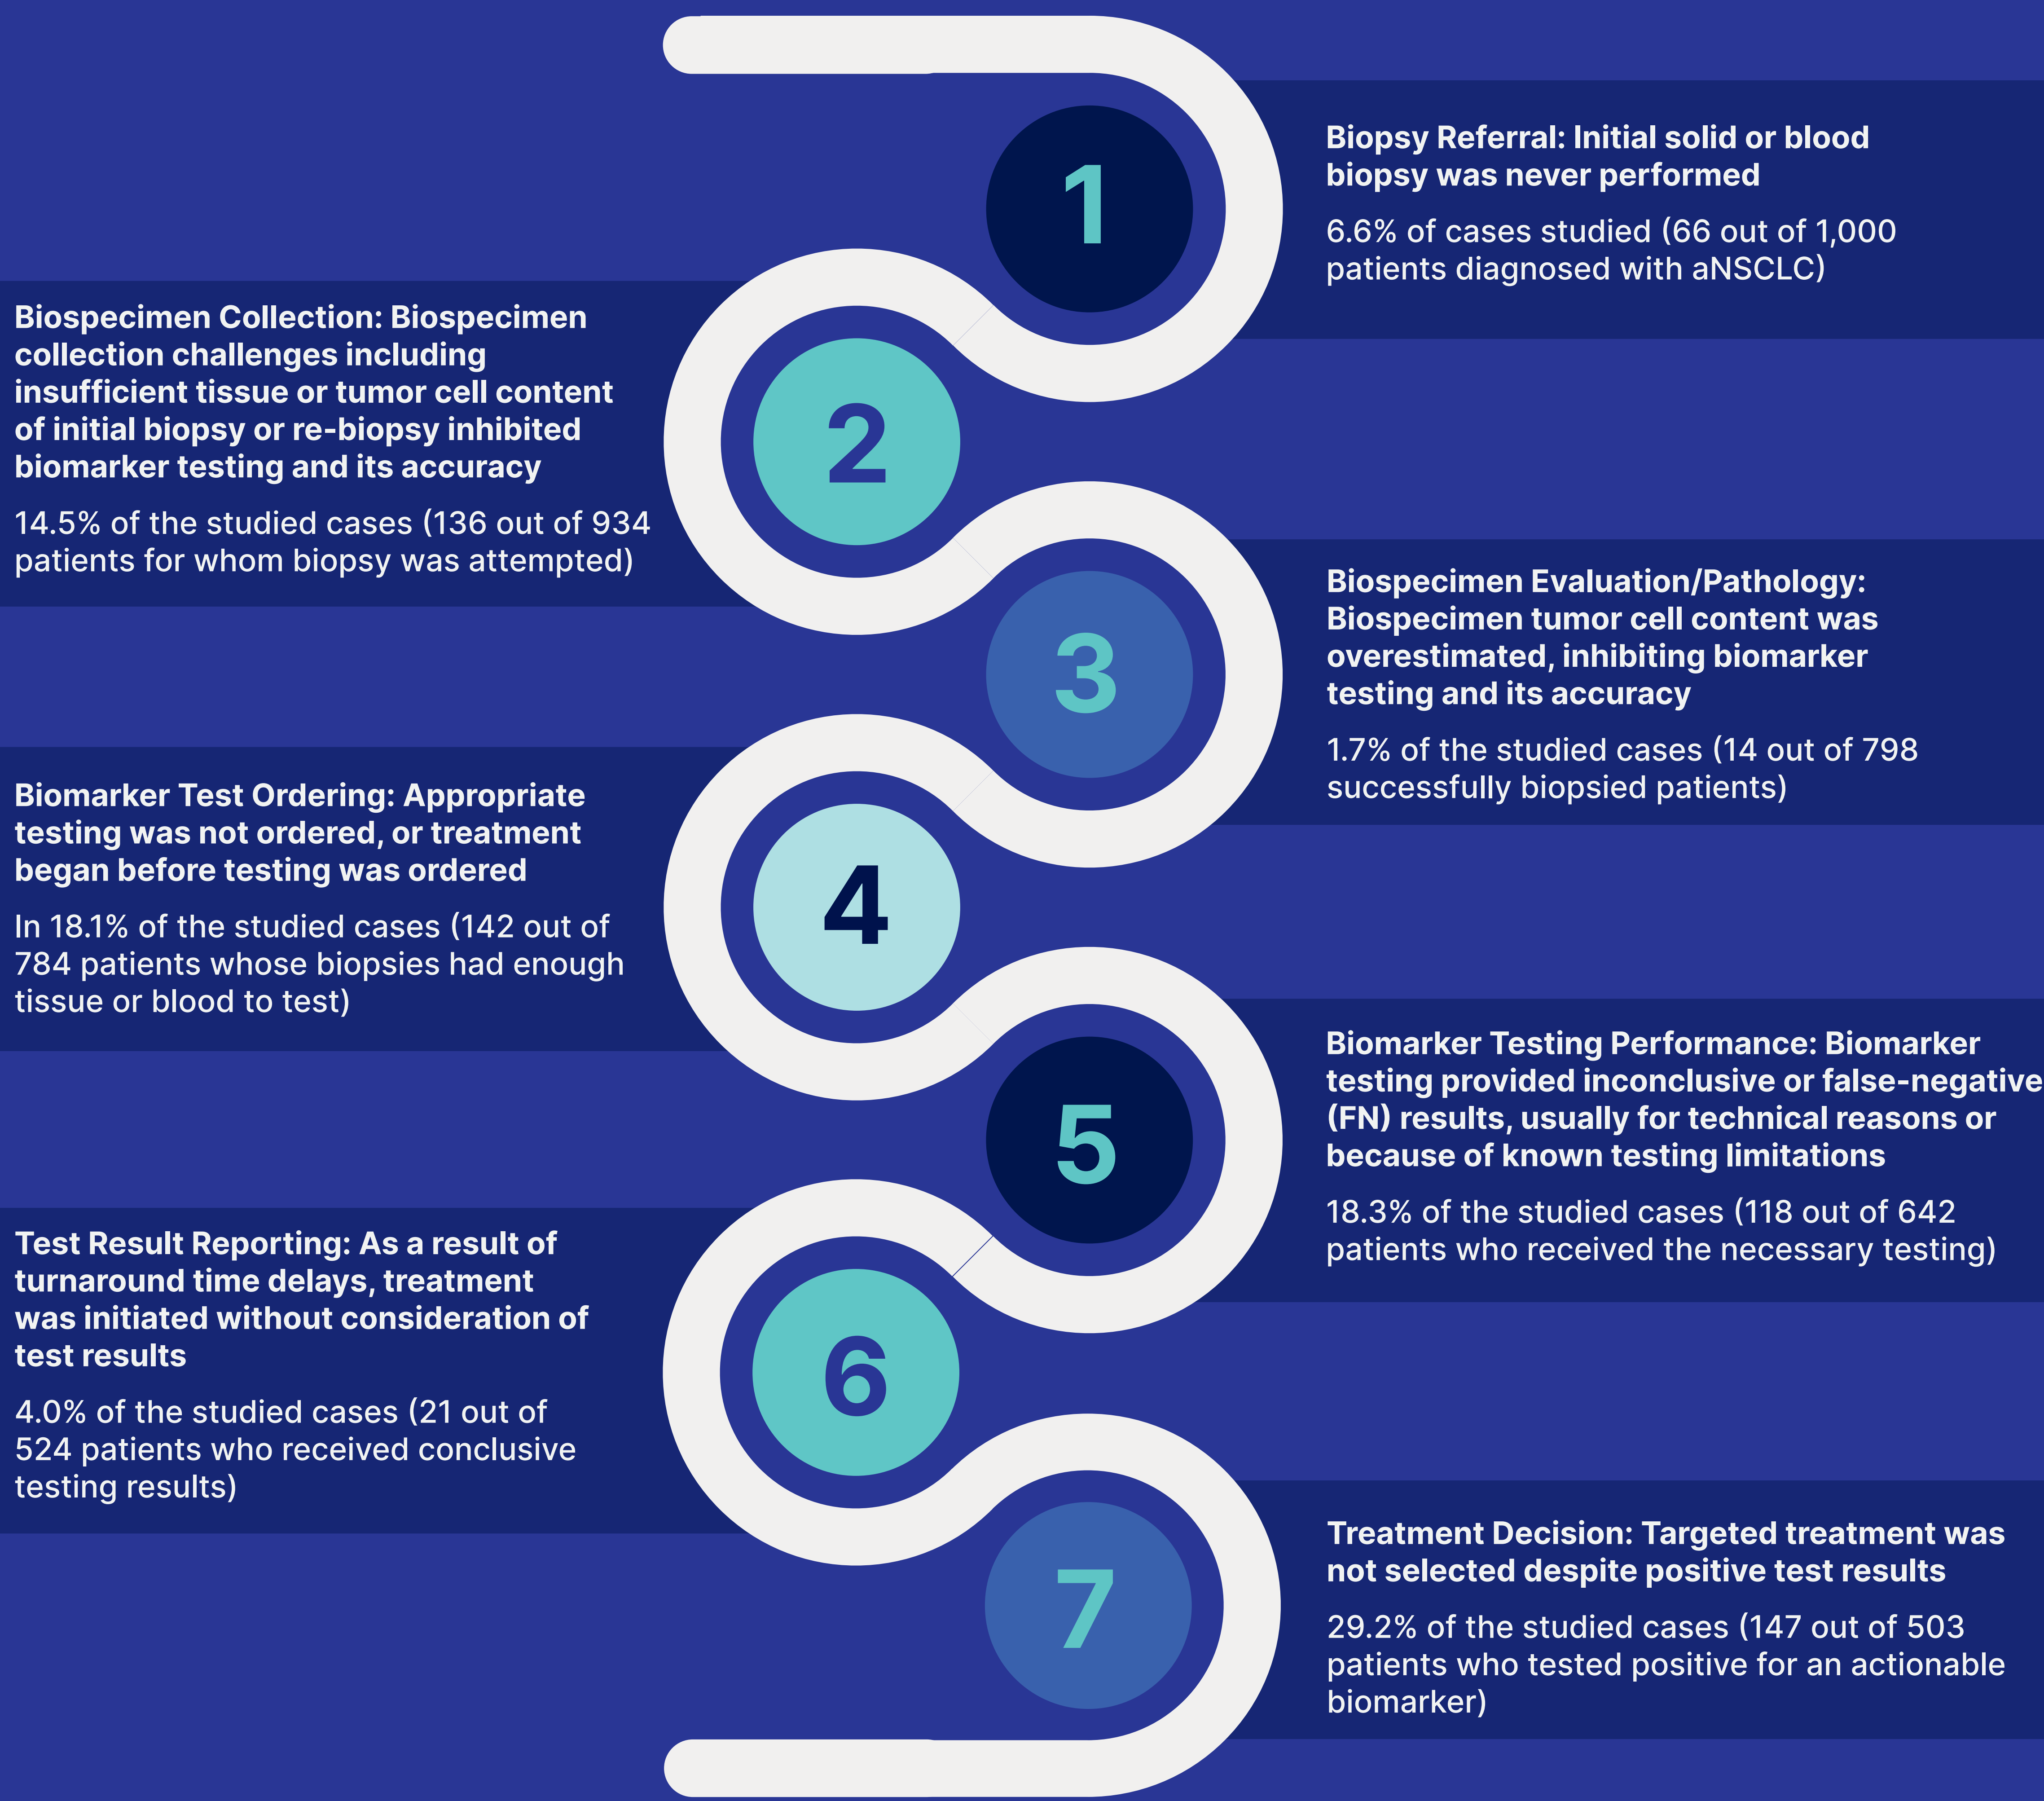 1
Biopsy Referral: Initial solid or blood
biopsy was never performed
6.6% of cases studied (66 out of 1,000
patients diagnosed with aNSCLC)
2
Biospecimen Collection: Biospecimen
collection challenges including
insufficient tissue or tumor cell content
of initial biopsy or re-biopsy inhibited
biomarker testing and its accuracy
14.5% of the studied cases (136 out of 934
patients for whom biopsy was attempted)
3
Biospecimen Evaluation/Pathology:
Biospecimen tumor cell content was
overestimated, inhibiting biomarker
testing and its accuracy
1.7% of the studied cases (14 out of 798
successfully biopsied patients)
4
Biomarker Test Ordering: Appropriate
testing was not ordered, or treatment
began before testing was ordered
In 18.1% of the studied cases (142 out of
784 patients whose biopsies had enough
tissue or blood to test)
5
Biomarker Testing Performance: Biomarker
testing provided inconclusive or false-negative
(FN) results, usually for technical reasons or
because of known testing limitations
18.3% of the studied cases (118 out of 642
patients who received the necessary testing)
6
Test Result Reporting: As a result of
turnaround time delays, treatment
was initiated without consideration of
test results
4.0% of the studied cases (21 out of
524 patients who received conclusive
testing results)
7
Treatment Decision: Targeted treatment was
not selected despite positive test results
29.2% of the studied cases (147 out of 503
patients who tested positive for an actionable
biomarker)